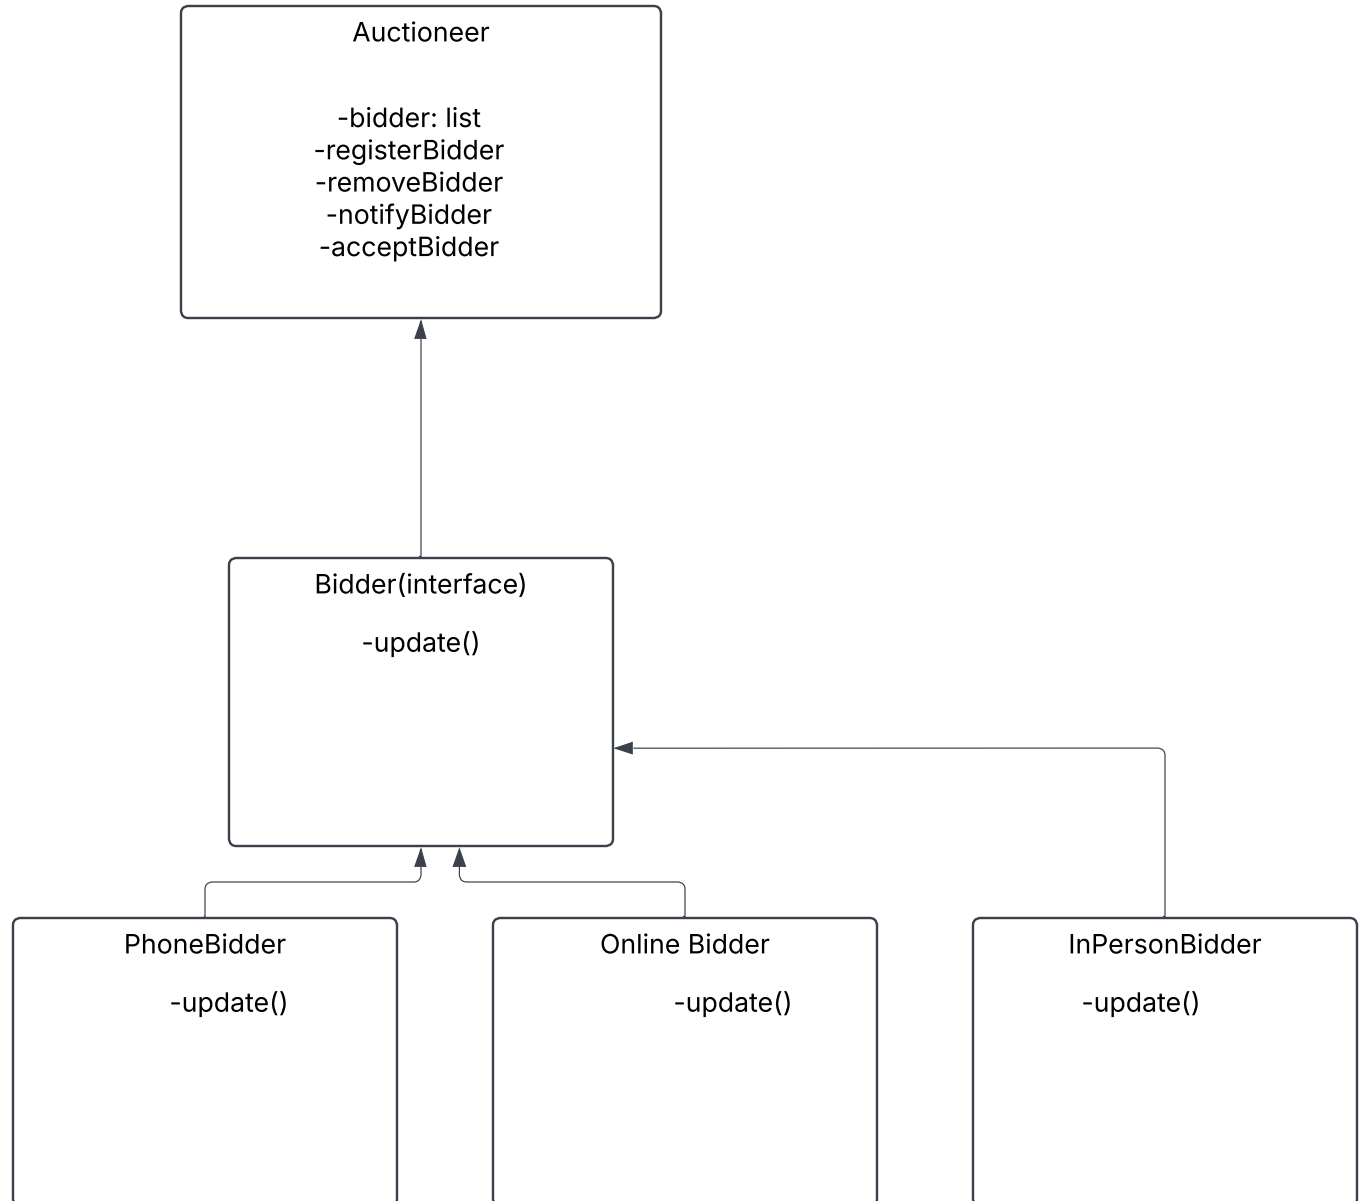 Auctioneer
-bidder: list
-registerBidder
-removeBidder
-notifyBidder
-acceptBidder
Bidder(interface)
-update()
PhoneBidder
-update()
Online Bidder
-update()
InPersonBidder
-update()